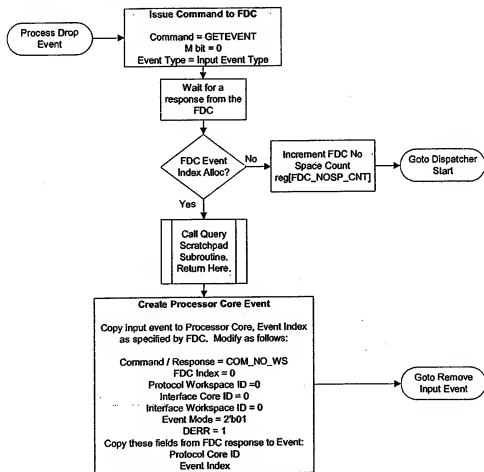 Process Drop
Event
Issue Command to FDC
Command = GETEVENT
M bit = 0
Event Type = Input Event Type
Wait for a
response from the
FDC
FDC Event
Index Alloc?
No
Increment FDC No
Space Count
reg[FDC_NOSP_CNT]
Goto Dispatcher
Start
Yes
Call Query
Scratchpad
Subroutine.
Return Here.
Create Processor Core Event
Copy input event to Processor Core, Event Index
as specified by FDC. Modify as follows:
Command / Response = COM_NO_WS
FDC Index = 0
Protocol Workspace ID =0
Interface Core ID = 0
Interface Workspace ID = 0
Event Mode = 2'b01
DERR = 1
Copy these fields from FDC response to Event:
Protocol Core ID
Event Index
Goto Remove
Input Event